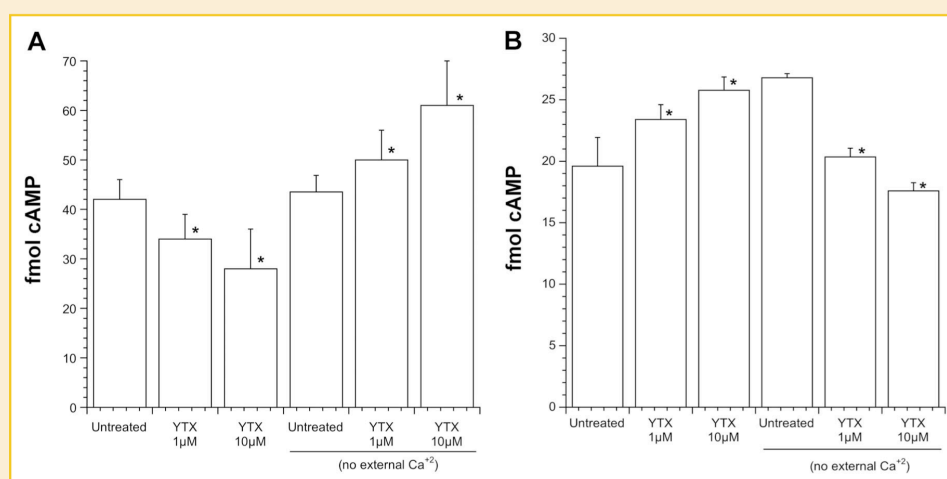 A
fmol cAMP
70
60
50
40
30
20
10
0
Untreated
YTX
1µM
YTX
10µM
Untreated
YTX
1µM
YTX
10µM
(no external Ca+2)
*
*
*
*
B
fmol cAMP
30
25
20
15
10
5
0
Untreated
YTX
1µM
YTX
10µM
Untreated
YTX
1µM
YTX
10µM
(no external Ca+2)
*
*
*
*